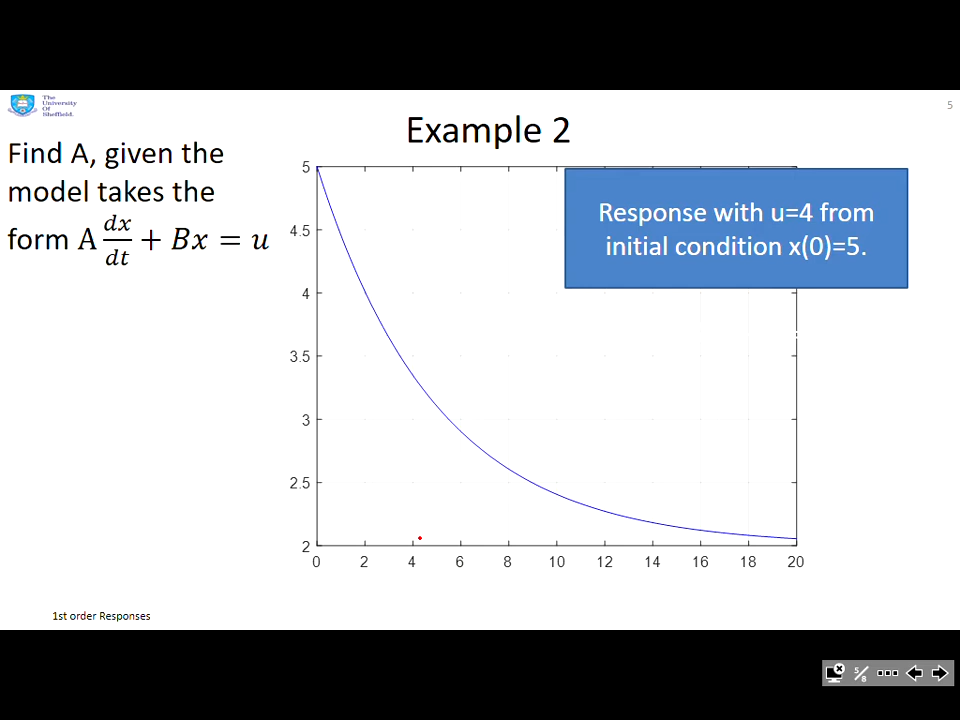 The
University
Of
Sheffield.
5
Example 2
Find A, given the
model takes the
form A dx/dt + Bx = u
Response with u=4 from
initial condition x(0)=5.
5
4.5
4
3.5
3
2.5
2
0 2 4 6 8 10 12 14 16 18 20
1st order Responses
5/8